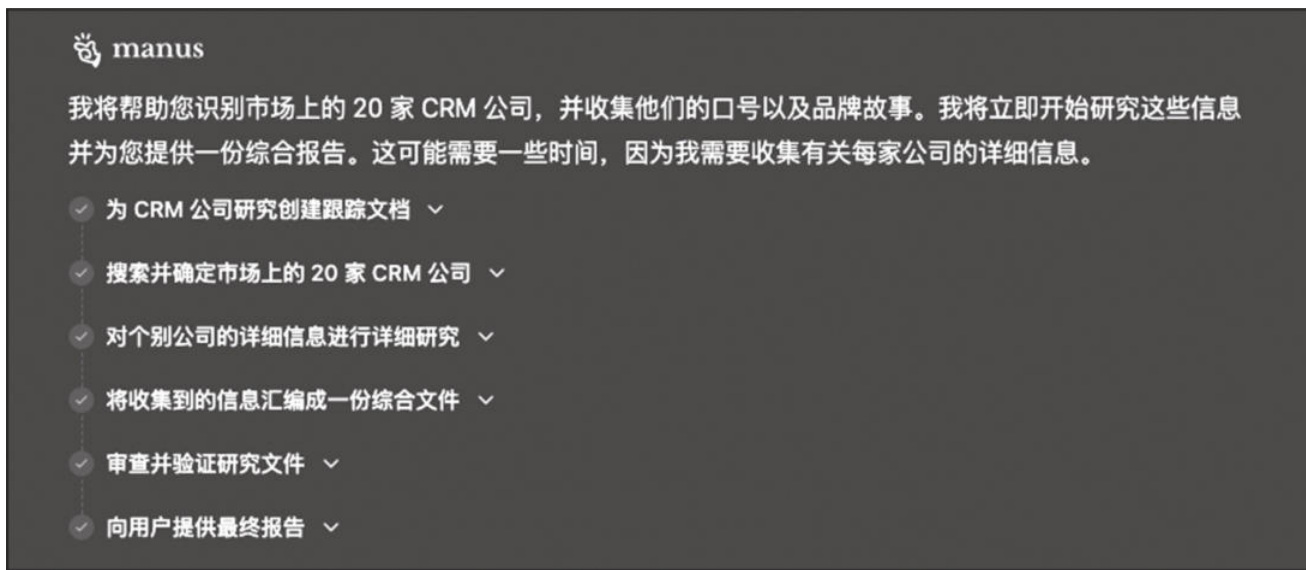 manus
我将帮助您识别市场上的 20 家 CRM 公司，并收集他们的口号以及品牌故事。我将立即开始研究这些信息
并为您提供一份综合报告。这可能需要一些时间，因为我需要收集有关每家公司的详细信息。
为 CRM 公司研究创建跟踪文档
搜索并确定市场上的 20 家 CRM 公司
对个别公司的详细信息进行详细研究
将收集到的信息汇编成一份综合文件
审查并验证研究文件
向用户提供最终报告